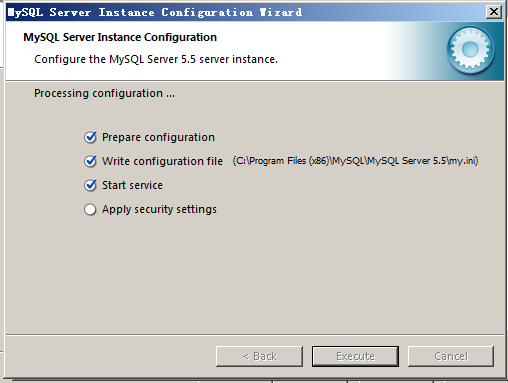 MySQL Server Instance Configuration Wizard
MySQL Server Instance Configuration
Configure the MySQL Server 5.5 server instance.
Processing configuration ...
Prepare configuration
Write configuration file (C:\Program Files (x86)\MySQL\MySQL Server 5.5\my.ini)
Start service
Apply security settings
< Back Execute Cancel